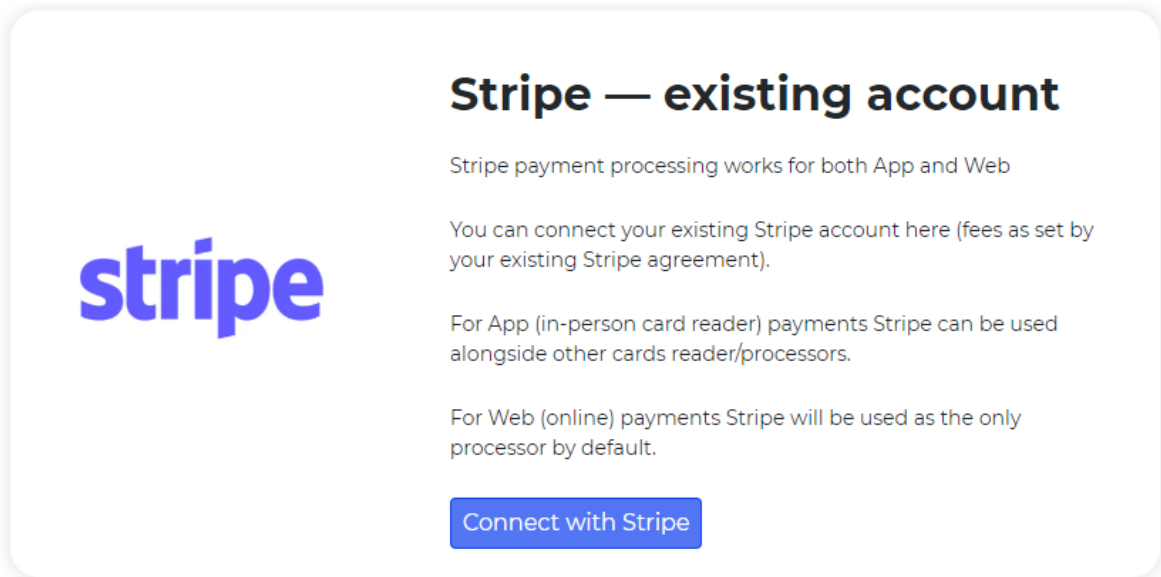 stripe
Stripe — existing account
Stripe payment processing works for both App and Web
You can connect your existing Stripe account here (fees as set by
your existing Stripe agreement).
For App (in-person card reader) payments Stripe can be used
alongside other cards reader/processors.
For Web (online) payments Stripe will be used as the only
processor by default.
Connect with Stripe